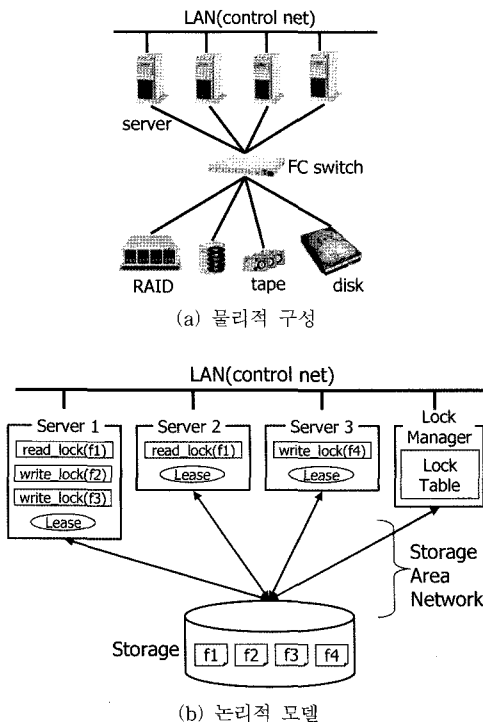 LAN(control net)
server
FC switch
RAID
tape
disk
(a) 물리적 구성
LAN(control net)
Server 1
Server 2
Server 3
Lock
Manager
read_lock(f1)
read_lock(f1)
write_lock(f4)
Lock
Table
write_lock(f2)
write_lock(f3)
Lease
Lease
Lease
Storage
Area
Network
Storage
f1
f2
f3
f4
(b) 논리적 모델